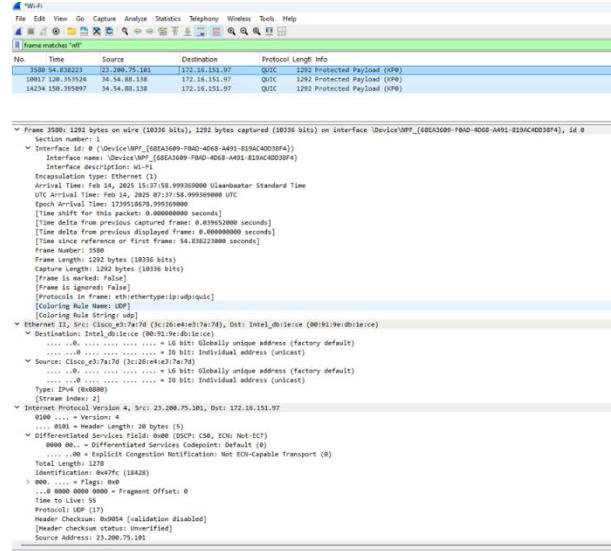 *Wi-Fi
File Edit View Go Capture Analyze Statistics Telephony Wireless Tools Help
frame matches "nfl"
No. Time Source Destination Protocol Length Info
3580 54.838223 23.200.75.101 172.16.151.97 QUIC 1292 Protected Payload (KP0)
10017 120.353524 34.54.88.138 172.16.151.97 QUIC 1292 Protected Payload (KP0)
14234 150.395097 34.54.88.138 172.16.151.97 QUIC 1292 Protected Payload (KP0)
Frame 3580: 1292 bytes on wire (10336 bits), 1292 bytes captured (10336 bits) on interface \Device\NPF_{68EA3609-F0AD-4D68-A491-819AC4DD38F4}, id 0
Section number: 1
Interface id: 0 (\Device\NPF_{68EA3609-F0AD-4D68-A491-819AC4DD38F4})
Interface name: \Device\NPF_{68EA3609-F0AD-4D68-A491-819AC4DD38F4}
Interface description: Wi-Fi
Encapsulation type: Ethernet (1)
Arrival Time: Feb 14, 2025 15:37:58.999369000 Ulaanbaatar Standard Time
UTC Arrival Time: Feb 14, 2025 07:37:58.999369000 UTC
Epoch Arrival Time: 1739518678.999369000
[Time shift for this packet: 0.000000000 seconds]
[Time delta from previous captured frame: 0.039652000 seconds]
[Time delta from previous displayed frame: 0.000000000 seconds]
[Time since reference or first frame: 54.838223000 seconds]
Frame Number: 3580
Frame Length: 1292 bytes (10336 bits)
Capture Length: 1292 bytes (10336 bits)
[Frame is marked: False]
[Frame is ignored: False]
[Protocols in frame: eth:ethertype:ip:udp:quic]
[Coloring Rule Name: UDP]
[Coloring Rule String: udp]
Ethernet II, Src: Cisco_e3:7a:7d (3c:26:e4:e3:7a:7d), Dst: Intel_db:1e:ce (00:91:9e:db:1e:ce)
Destination: Intel_db:1e:ce (00:91:9e:db:1e:ce)
.... ..0. .... .... .... .... = LG bit: Globally unique address (factory default)
.... ...0 .... .... .... .... = IG bit: Individual address (unicast)
Source: Cisco_e3:7a:7d (3c:26:e4:e3:7a:7d)
.... ..0. .... .... .... .... = LG bit: Globally unique address (factory default)
.... ...0 .... .... .... .... = IG bit: Individual address (unicast)
Type: IPv4 (0x0800)
[Stream index: 2]
Internet Protocol Version 4, Src: 23.200.75.101, Dst: 172.16.151.97
0100 .... = Version: 4
.... 0101 = Header Length: 20 bytes (5)
Differentiated Services Field: 0x00 (DSCP: CS0, ECN: Not-ECT)
0000 00.. = Differentiated Services Codepoint: Default (0)
.... ..00 = Explicit Congestion Notification: Not ECN-Capable Transport (0)
Total Length: 1278
Identification: 0x47fc (18428)
000. .... = Flags: 0x0
...0 0000 0000 0000 = Fragment Offset: 0
Time to Live: 55
Protocol: UDP (17)
Header Checksum: 0x9054 [validation disabled]
[Header checksum status: Unverified]
Source Address: 23.200.75.101